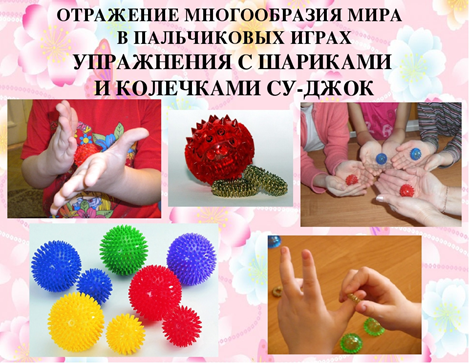 ОТРАЖЕНИЕ МНОГООБРАЗИЯ МИРА
В ПАЛЬЧИКОВЫХ ИГРАХ
УПРАЖНЕНИЯ С ШАРИКАМИ
И КОЛЕЧКАМИ СУ-ДЖОК